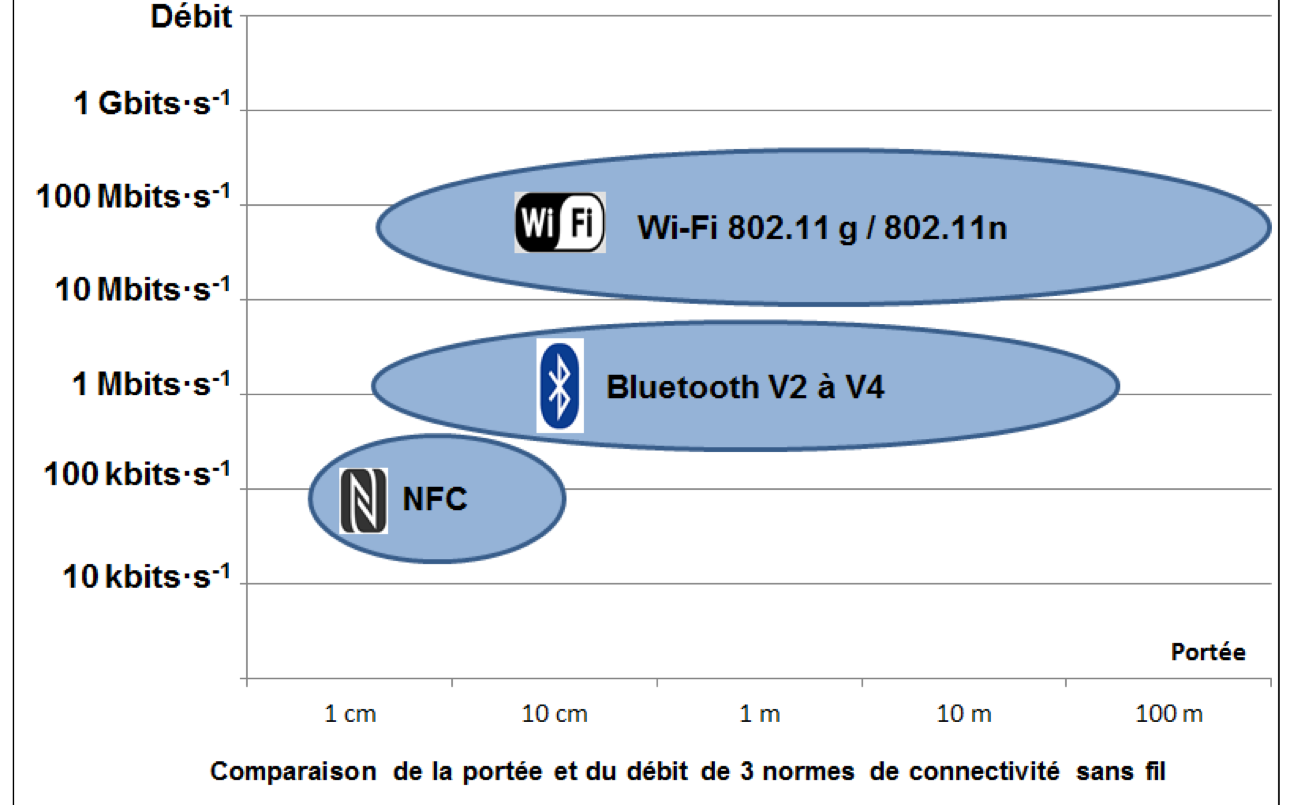 Débit
1 Gbits·s⁻¹
100 Mbits·s⁻¹
Wi Fi Wi-Fi 802.11 g / 802.11n
10 Mbits·s⁻¹
1 Mbits·s⁻¹
Bluetooth V2 à V4
100 kbits·s⁻¹
NFC
10 kbits·s⁻¹
Portée
1 cm 10 cm 1 m 10 m 100 m
Comparaison de la portée et du débit de 3 normes de connectivité sans fil